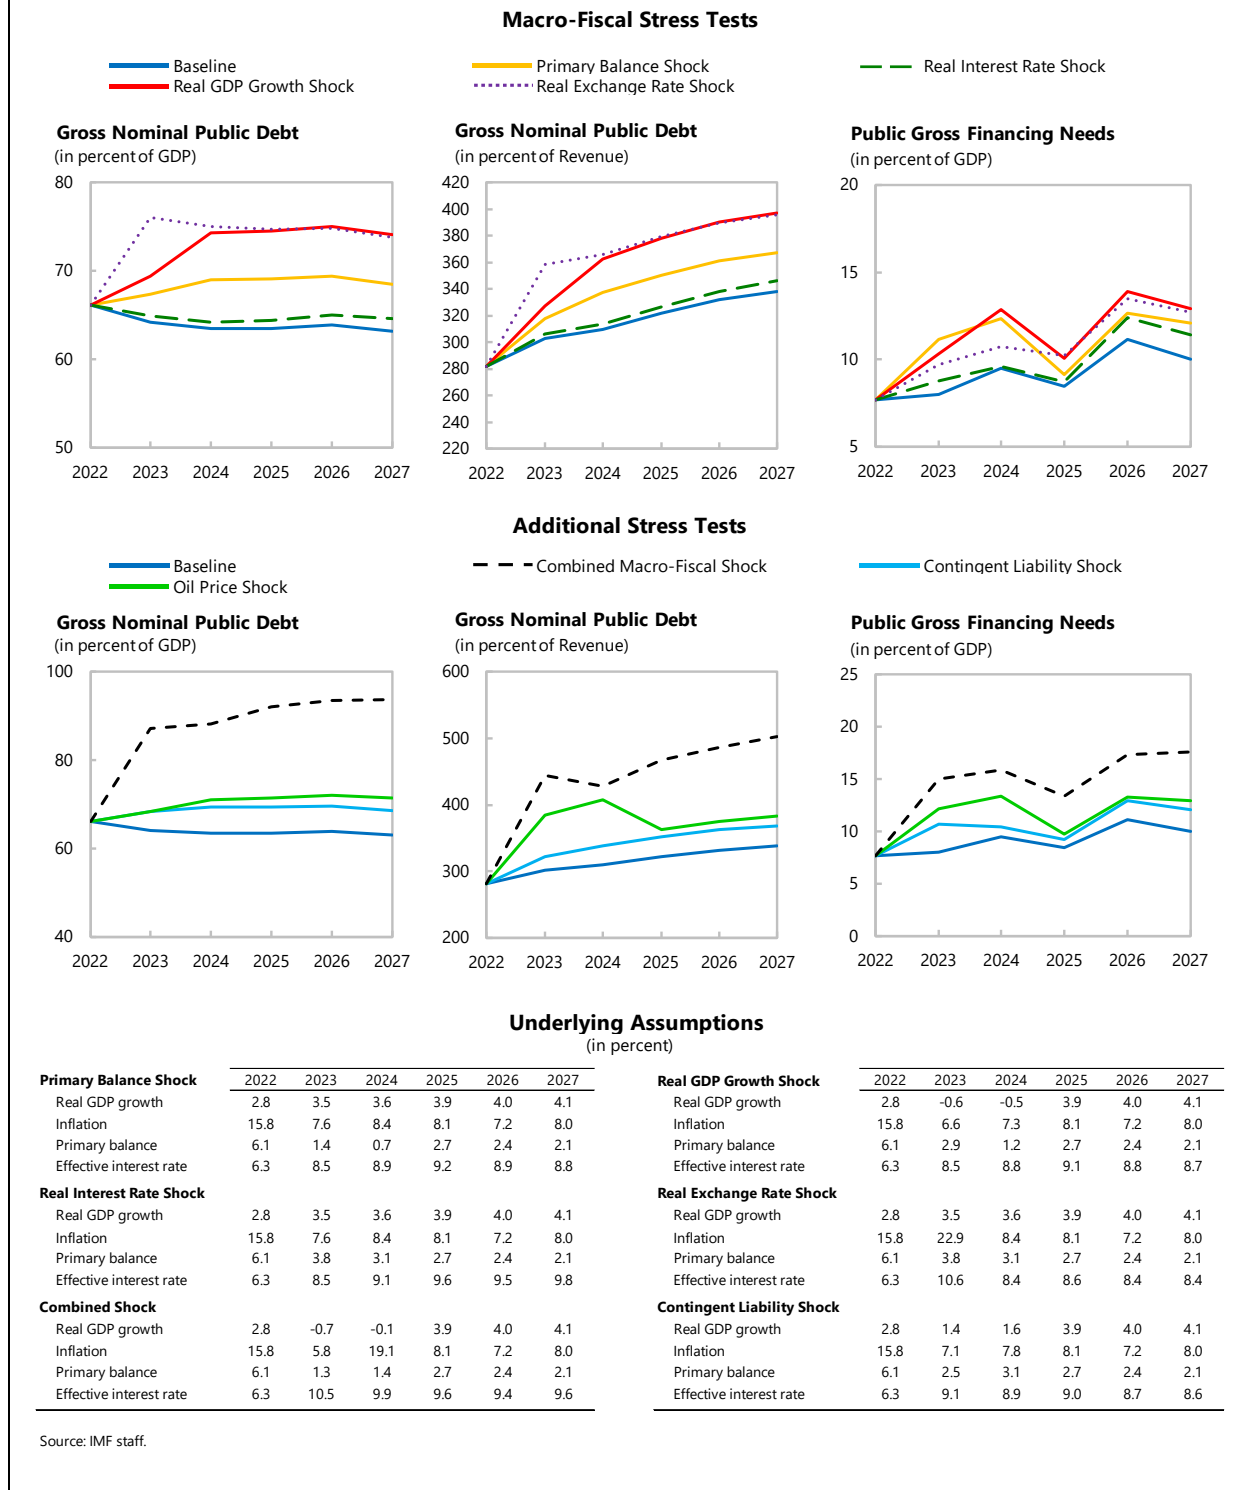 Macro-Fiscal Stress Tests
Baseline
Primary Balance Shock
Real Interest Rate Shock
Real GDP Growth Shock
Real Exchange Rate Shock
Gross Nominal Public Debt
(in percent of GDP)
80
70
60
50
2022 2023 2024 2025 2026 2027
Gross Nominal Public Debt
(in percent of Revenue)
420
400
380
360
340
320
300
280
260
240
220
2022 2023 2024 2025 2026 2027
Public Gross Financing Needs
(in percent of GDP)
20
15
10
5
2022 2023 2024 2025 2026 2027
Additional Stress Tests
Baseline
Combined Macro-Fiscal Shock
Contingent Liability Shock
Oil Price Shock
Gross Nominal Public Debt
(in percent of GDP)
100
80
60
40
2022 2023 2024 2025 2026 2027
Gross Nominal Public Debt
(in percent of Revenue)
600
500
400
300
200
2022 2023 2024 2025 2026 2027
Public Gross Financing Needs
(in percent of GDP)
25
20
15
10
5
0
2022 2023 2024 2025 2026 2027
Underlying Assumptions
(in percent)
Primary Balance Shock 2022 2023 2024 2025 2026 2027
Real GDP growth 2.8 3.5 3.6 3.9 4.0 4.1
Inflation 15.8 7.6 8.4 8.1 7.2 8.0
Primary balance 6.1 1.4 0.7 2.7 2.4 2.1
Effective interest rate 6.3 8.5 8.9 9.2 8.9 8.8
Real Interest Rate Shock
Real GDP growth 2.8 3.5 3.6 3.9 4.0 4.1
Inflation 15.8 7.6 8.4 8.1 7.2 8.0
Primary balance 6.1 3.8 3.1 2.7 2.4 2.1
Effective interest rate 6.3 8.5 9.1 9.6 9.5 9.8
Combined Shock
Real GDP growth 2.8 -0.7 -0.1 3.9 4.0 4.1
Inflation 15.8 5.8 19.1 8.1 7.2 8.0
Primary balance 6.1 1.3 1.4 2.7 2.4 2.1
Effective interest rate 6.3 10.5 9.9 9.6 9.4 9.6
Real GDP Growth Shock 2022 2023 2024 2025 2026 2027
Real GDP growth 2.8 -0.6 -0.5 3.9 4.0 4.1
Inflation 15.8 6.6 7.3 8.1 7.2 8.0
Primary balance 6.1 2.9 1.2 2.7 2.4 2.1
Effective interest rate 6.3 8.5 8.8 9.1 8.8 8.7
Real Exchange Rate Shock
Real GDP growth 2.8 3.5 3.6 3.9 4.0 4.1
Inflation 15.8 22.9 8.4 8.1 7.2 8.0
Primary balance 6.1 3.8 3.1 2.7 2.4 2.1
Effective interest rate 6.3 10.6 8.4 8.6 8.4 8.4
Contingent Liability Shock
Real GDP growth 2.8 1.4 1.6 3.9 4.0 4.1
Inflation 15.8 7.1 7.8 8.1 7.2 8.0
Primary balance 6.1 2.5 3.1 2.7 2.4 2.1
Effective interest rate 6.3 9.1 8.9 9.0 8.7 8.6
Source: IMF staff.